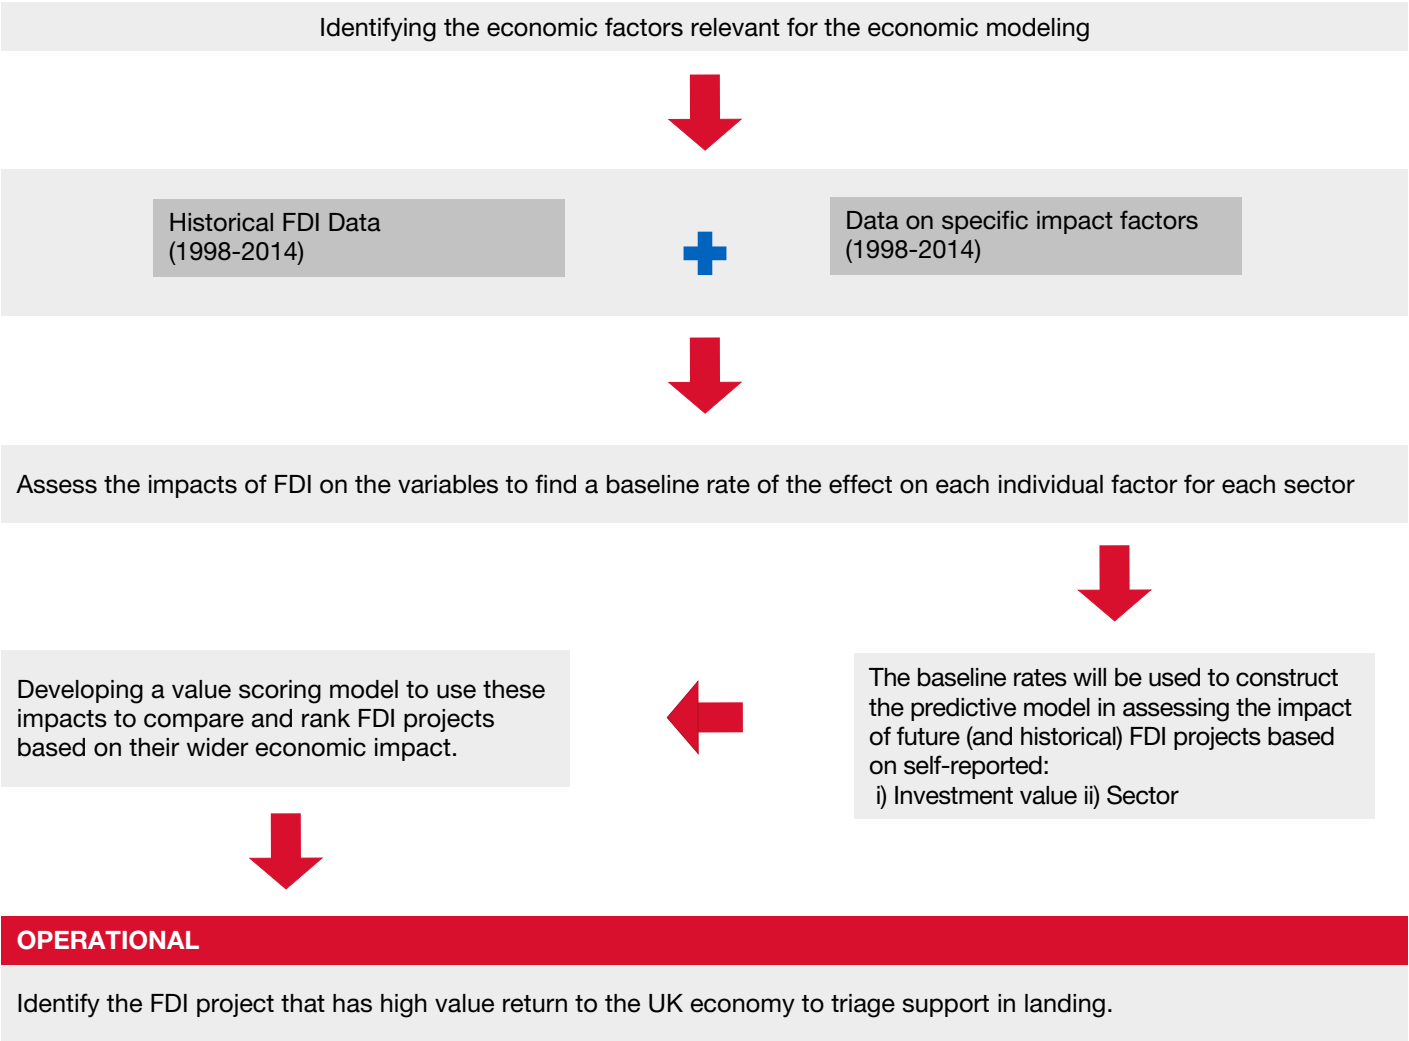 Identifying the economic factors relevant for the economic modeling
Historical FDI Data
(1998-2014)
Data on specific impact factors
(1998-2014)
Assess the impacts of FDI on the variables to find a baseline rate of the effect on each individual factor for each sector
The baseline rates will be used to construct
the predictive model in assessing the impact
of future (and historical) FDI projects based
on self-reported:
i) Investment value ii) Sector
Developing a value scoring model to use these
impacts to compare and rank FDI projects
based on their wider economic impact.
OPERATIONAL
Identify the FDI project that has high value return to the UK economy to triage support in landing.